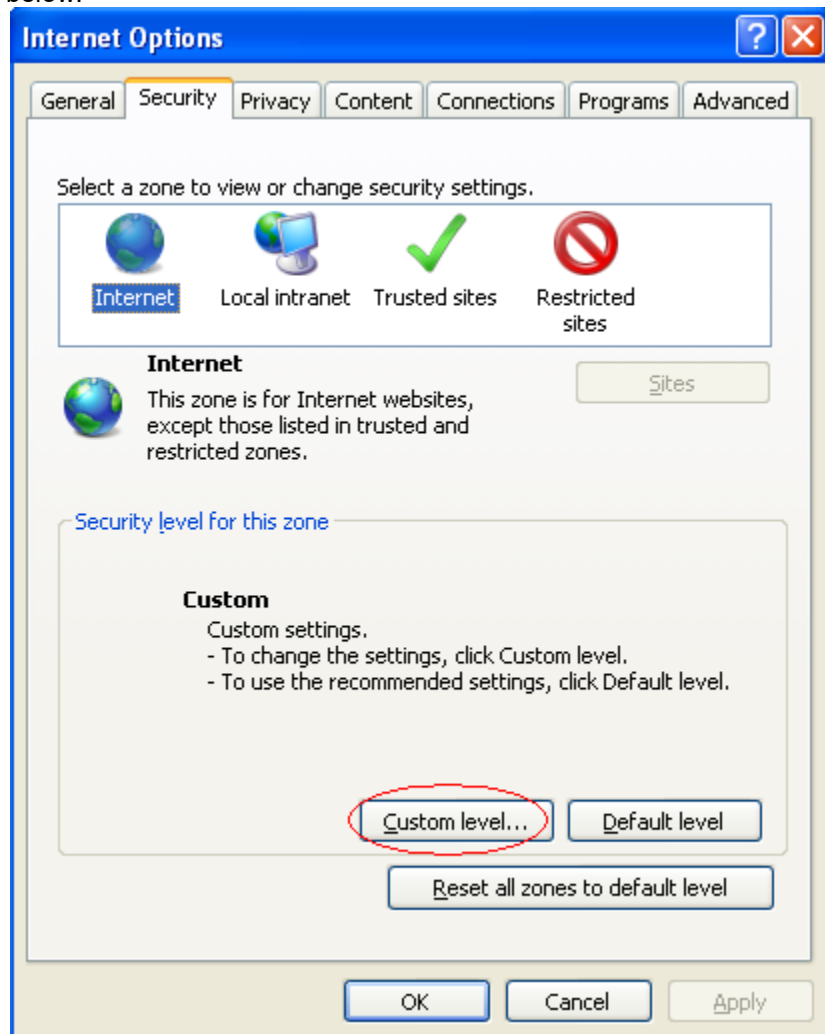 below.
Internet Options
General Security Privacy Content Connections Programs Advanced
Select a zone to view or change security settings.
Internet Local intranet Trusted sites Restricted
sites
Internet
Sites
This zone is for Internet websites,
except those listed in trusted and
restricted zones.
Security level for this zone
Custom
Custom settings.
- To change the settings, click Custom level.
- To use the recommended settings, click Default level.
Custom level... Default level
Reset all zones to default level
OK Cancel Apply